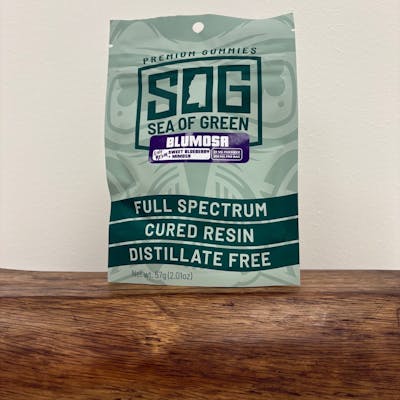 PREMIUM GUMMIES
SOG
SEA OF GREEN
BLUMOSA
SWEET BLUEBERRY
+ MIMOSA
FULL SPECTRUM
CURED RESIN
DISTILLATE FREE
Net wt. 57g (2.01oz)